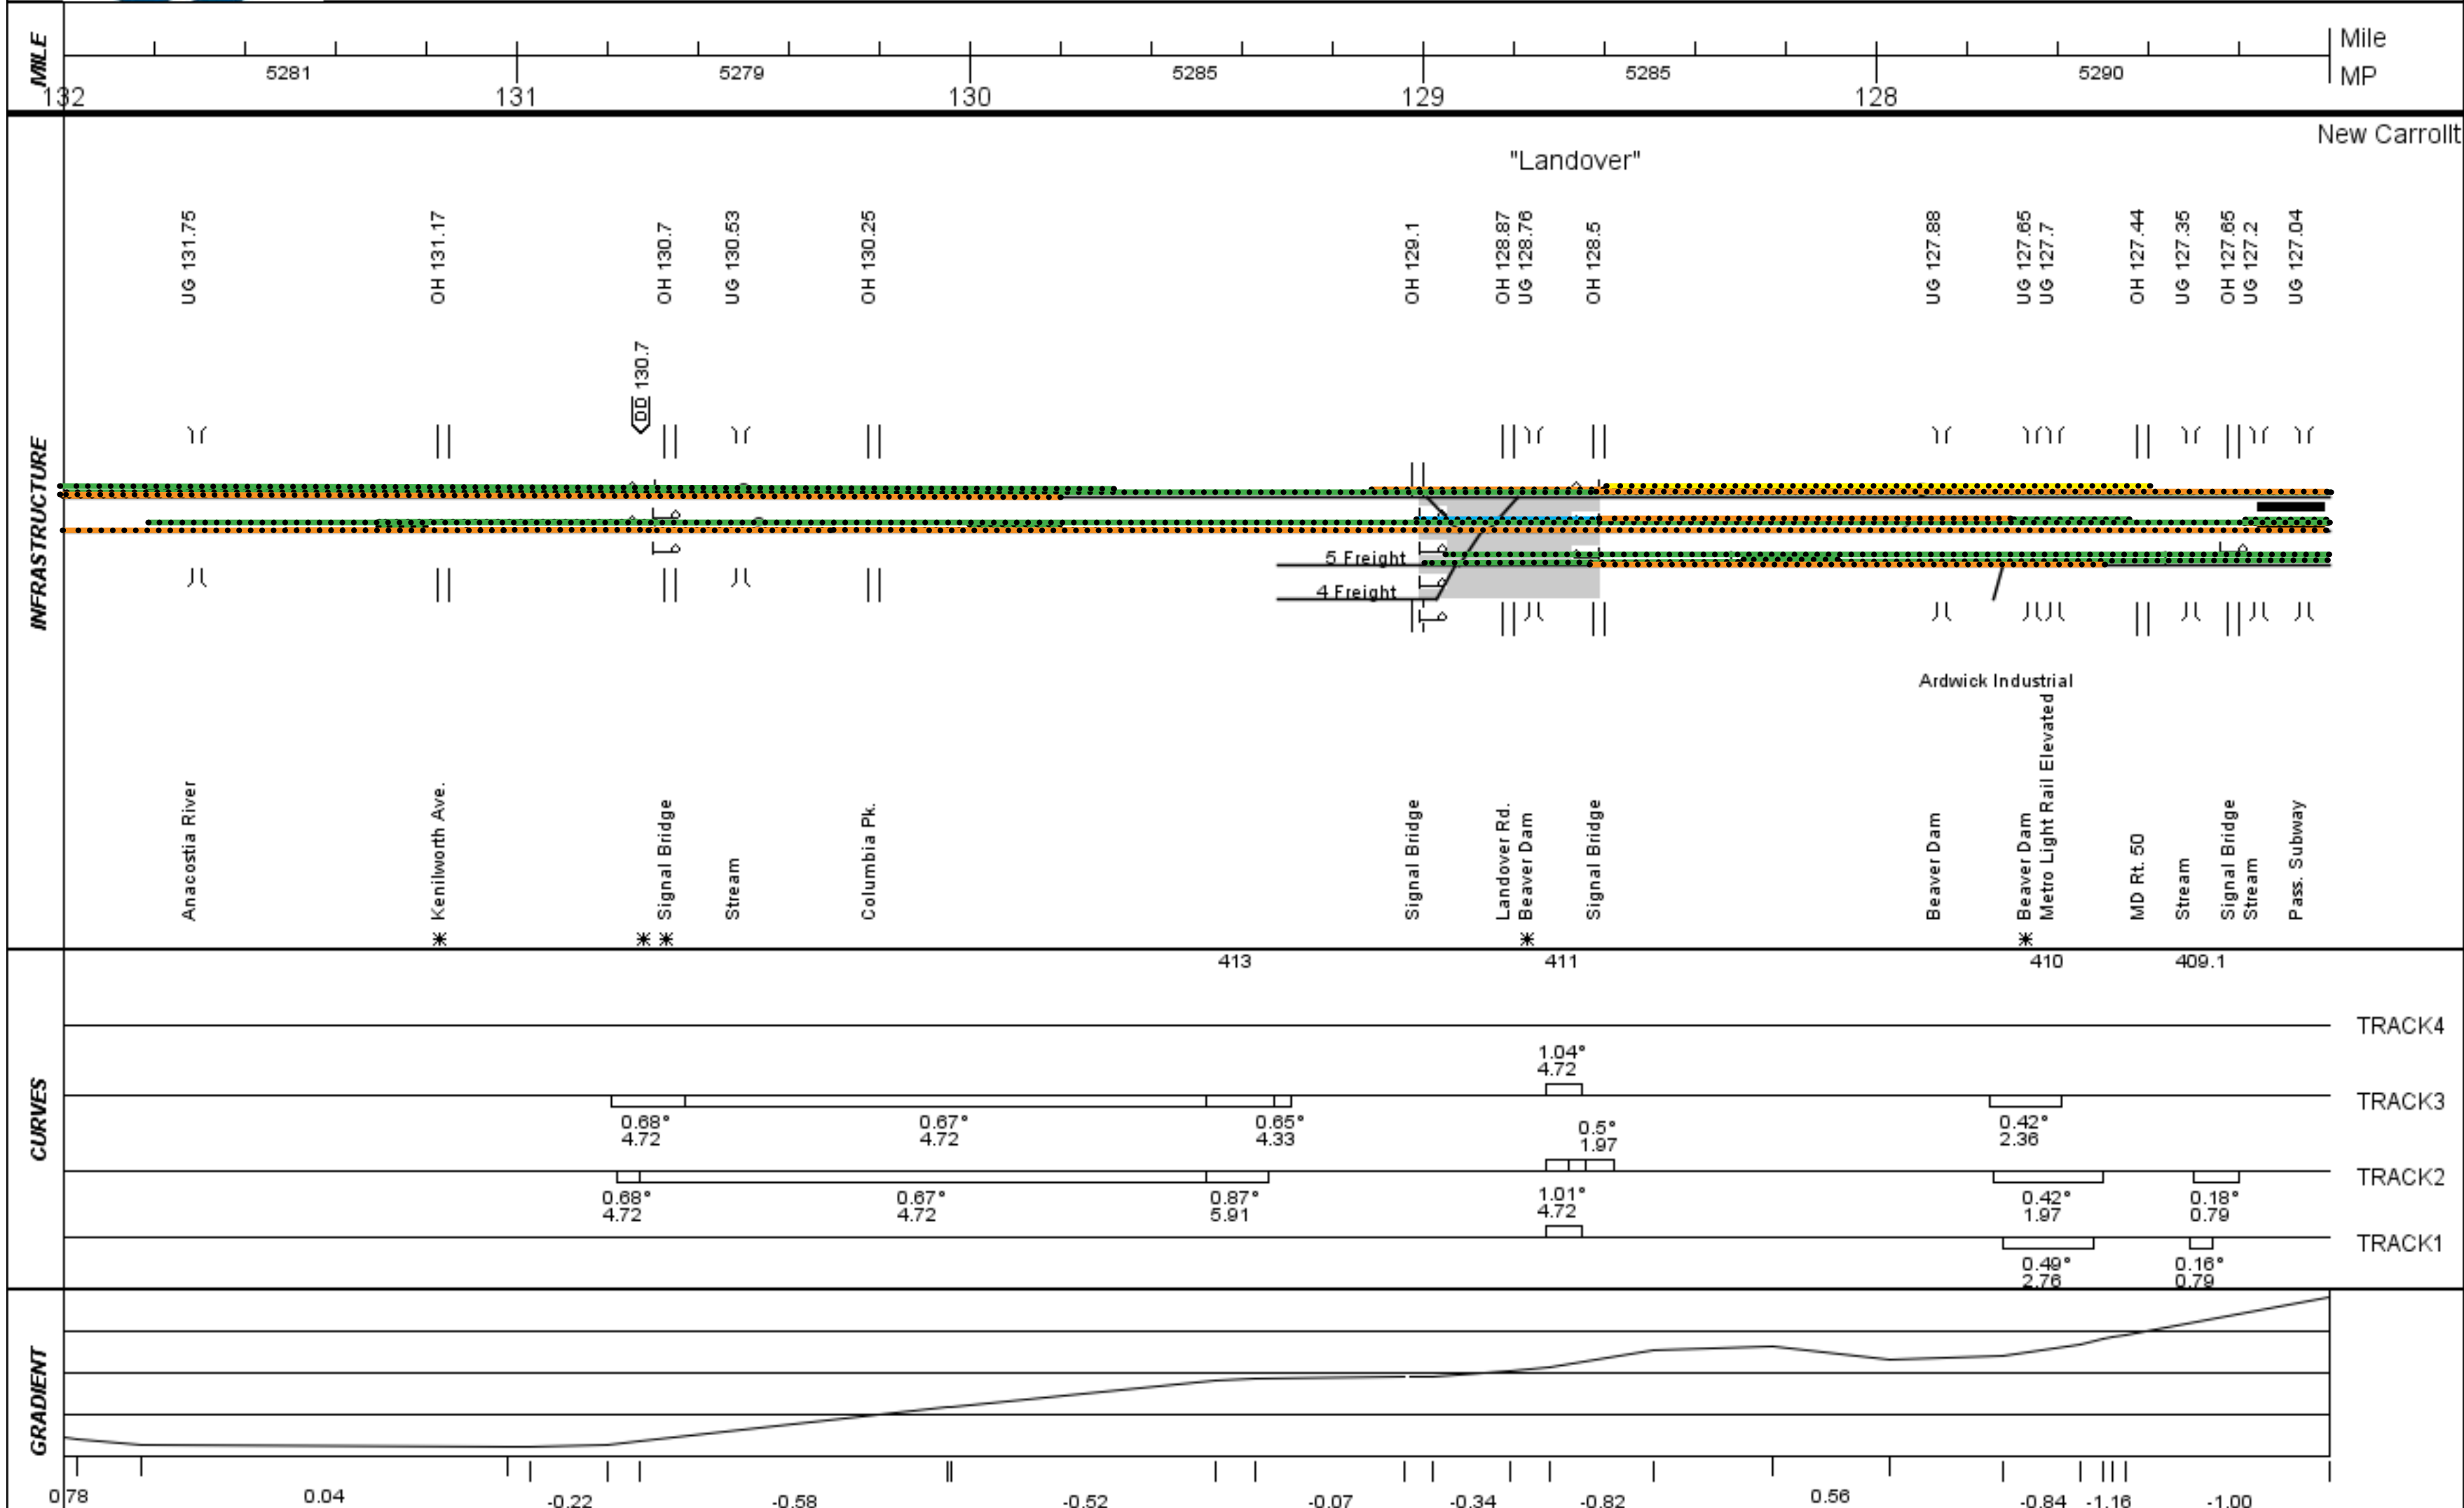 MILE
Mile
5281
5279
5285
5285
5290
MP
132
131
130
129
128
New Carrollt
"Landover"
INFRASTRUCTURE
UG 131.75
OH 131.17
OH 130.7
UG 130.53
OH 130.25
OH 129.1
OH 128.87
UG 128.76
OH 128.5
UG 127.88
UG 127.65
UG 127.7
OH 127.44
UG 127.35
OH 127.65
UG 127.2
UG 127.04
DD 130.7
5 Freight
4 Freight
Ardwick Industrial
Anacostia River
Kenilworth Ave.
Signal Bridge
Stream
Columbia Pk.
Signal Bridge
Landover Rd.
Beaver Dam
Signal Bridge
Beaver Dam
Beaver Dam
Metro Light Rail Elevated
MD Rt. 50
Stream
Signal Bridge
Stream
Pass. Subway
CURVES
413
411
410
409.1
TRACK4
1.04°
4.72
TRACK3
0.68°
4.72
0.67°
4.72
0.65°
4.33
0.5°
1.97
0.42°
2.36
TRACK2
0.68°
4.72
0.67°
4.72
0.87°
5.91
1.01°
4.72
0.42°
1.97
0.18°
0.79
TRACK1
0.49°
2.76
0.16°
0.79
GRADIENT
0.78
0.04
-0.22
-0.58
-0.52
-0.07
-0.34
-0.82
0.56
-0.84
-1.16
-1.00